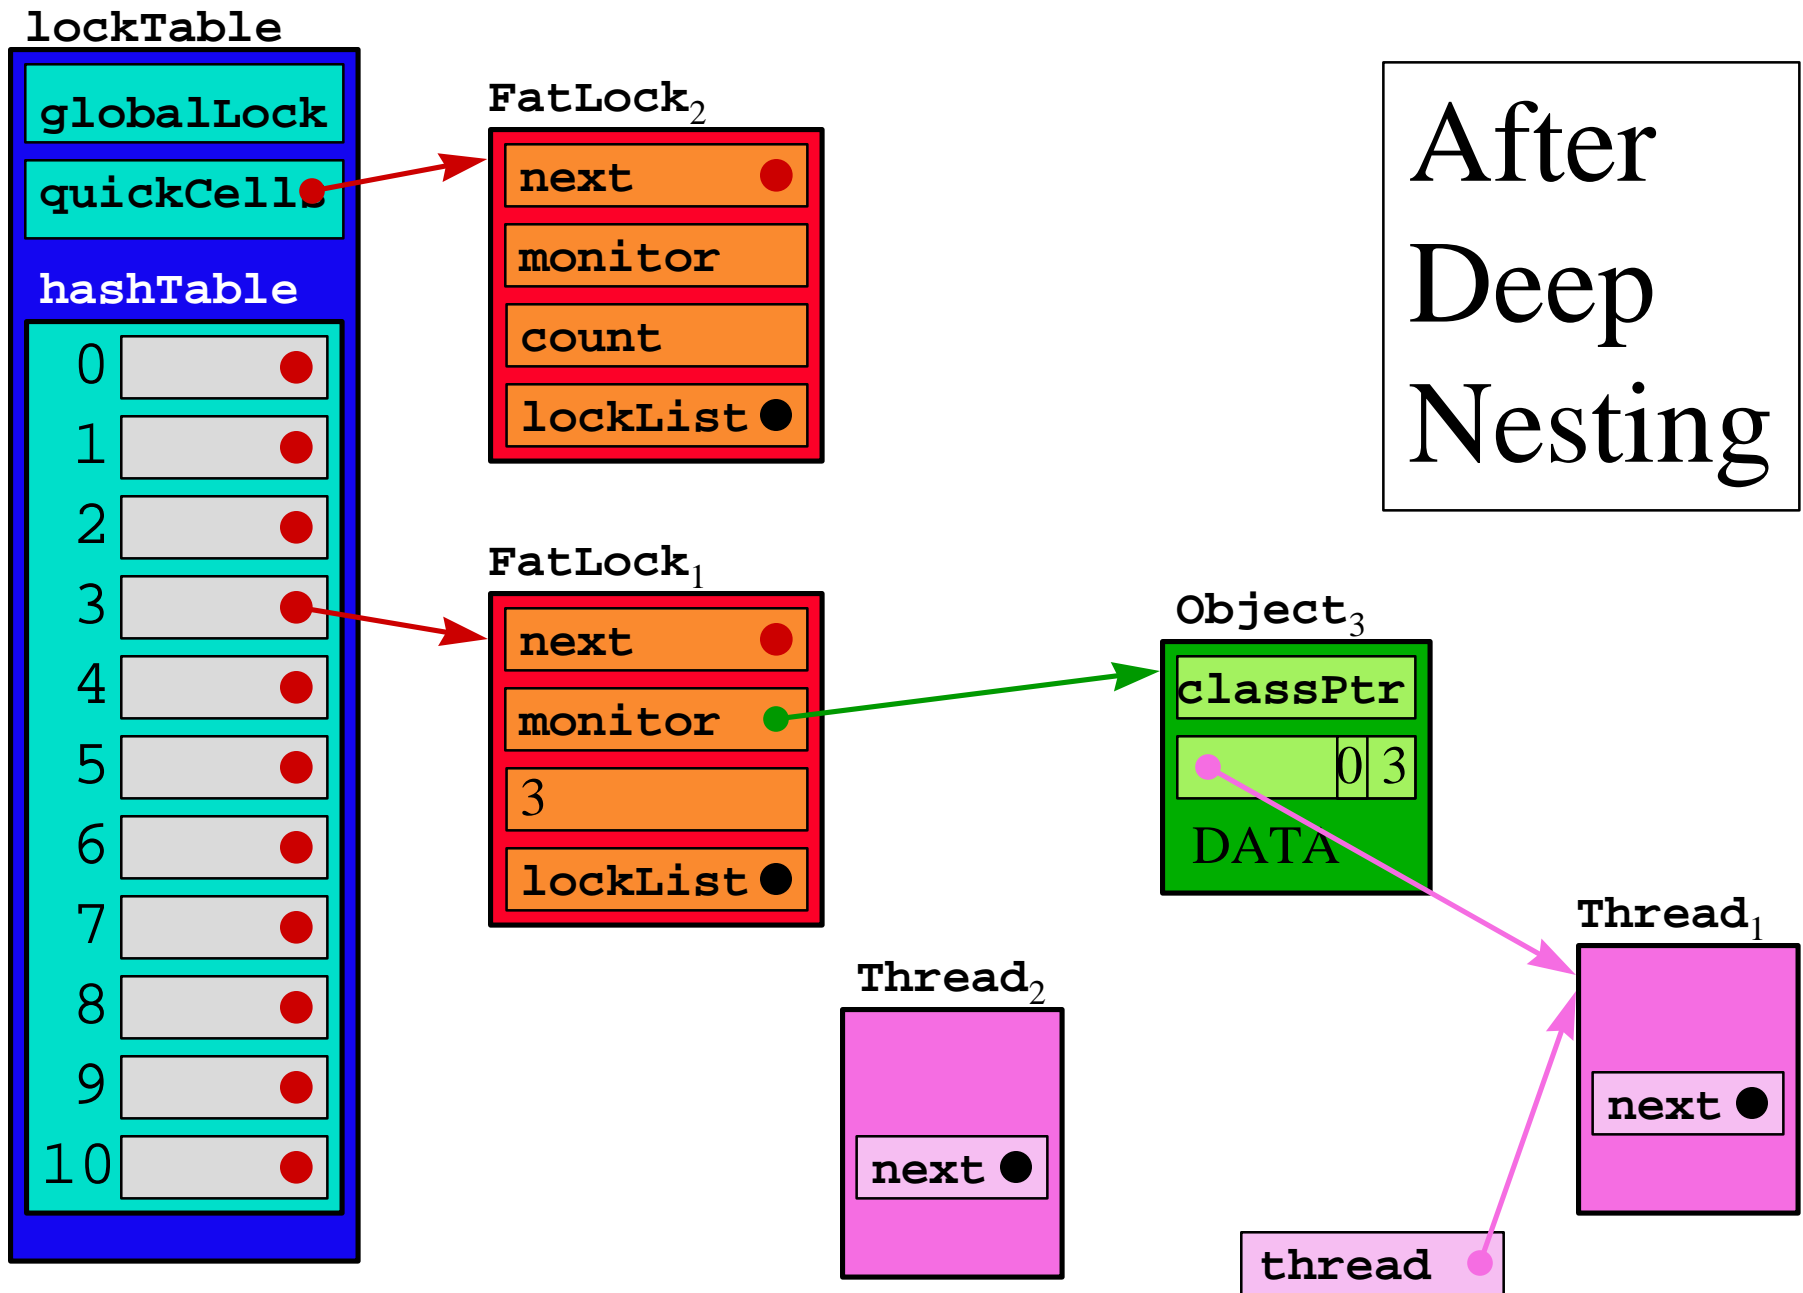 lockTable
globalLock
quickCells
hashTable
0
1
2
3
4
5
6
7
8
9
10
FatLock2
next
monitor
count
lockList
FatLock1
next
monitor
3
lockList
After
Deep
Nesting
Object3
classPtr
0 3
DATA
Thread2
next
Thread1
next
thread